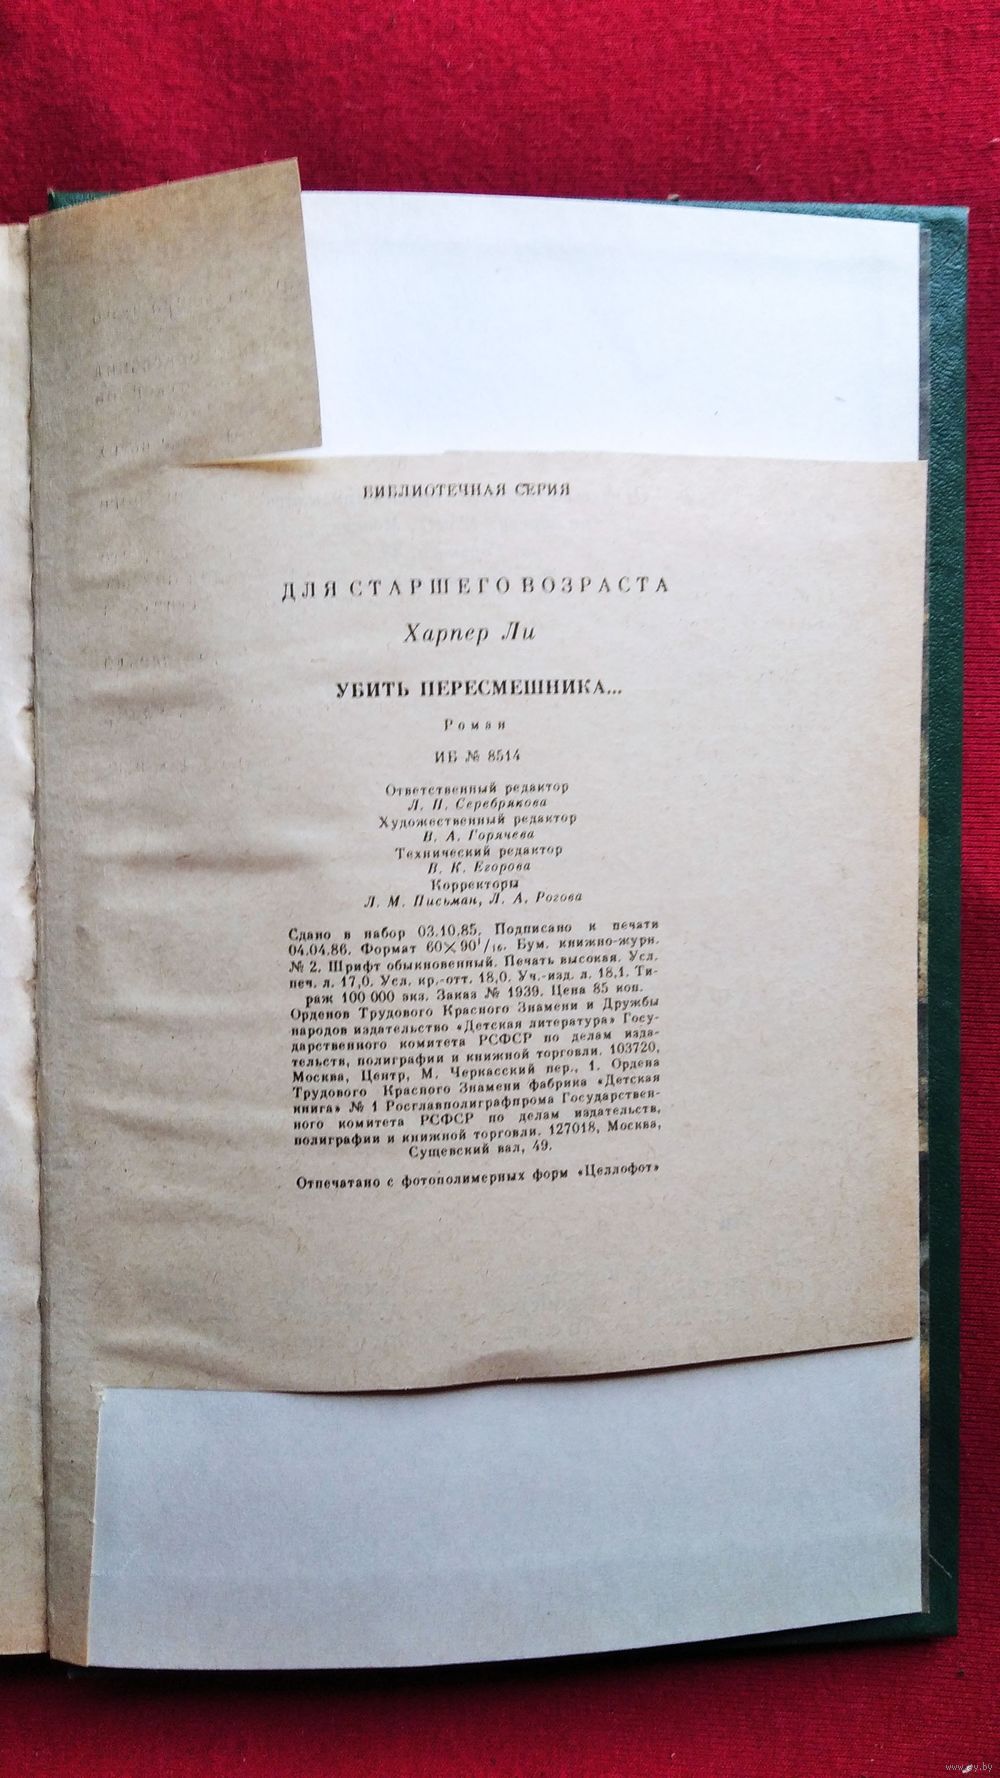 БИБЛИОТЕЧНАЯ СЕРИЯ
ДЛЯ СТАРШЕГО ВОЗРАСТА
Харпер Ли
УБИТЬ ПЕРЕСМЕШНИКА...
Роман
ИБ № 8514
Ответственный редактор
Л. П. Серебрякова
Художественный редактор
В. А. Горячева
Технический редактор
В. К. Егорова
Корректоры
Л. М. Письман, Л. А. Рогова
Сдано в набор 03.10.85. Подписано к печати
04.04.86. Формат 60×90¹/₁₆. Бум. книжно-журн.
№ 2. Шрифт обыкновенный. Печать высокая. Усл.
печ. л. 17,0. Усл. кр.-отт. 18,0. Уч.-изд. л. 18,1. Ти-
раж 100 000 экз. Заказ № 1939. Цена 85 коп.
Орденов Трудового Красного Знамени и Дружбы
народов издательство «Детская литература» Госу-
дарственного комитета РСФСР по делам изда-
тельств, полиграфии и книжной торговли. 103720,
Москва, Центр, М. Черкасский пер., 1. Ордена
Трудового Красного Знамени фабрика «Детская
книга» № 1 Росглавполиграфпрома Государствен-
ного комитета РСФСР по делам издательств,
полиграфии и книжной торговли. 127018, Москва,
Сущевский вал, 49.
Отпечатано с фотополимерных форм «Целлофот»